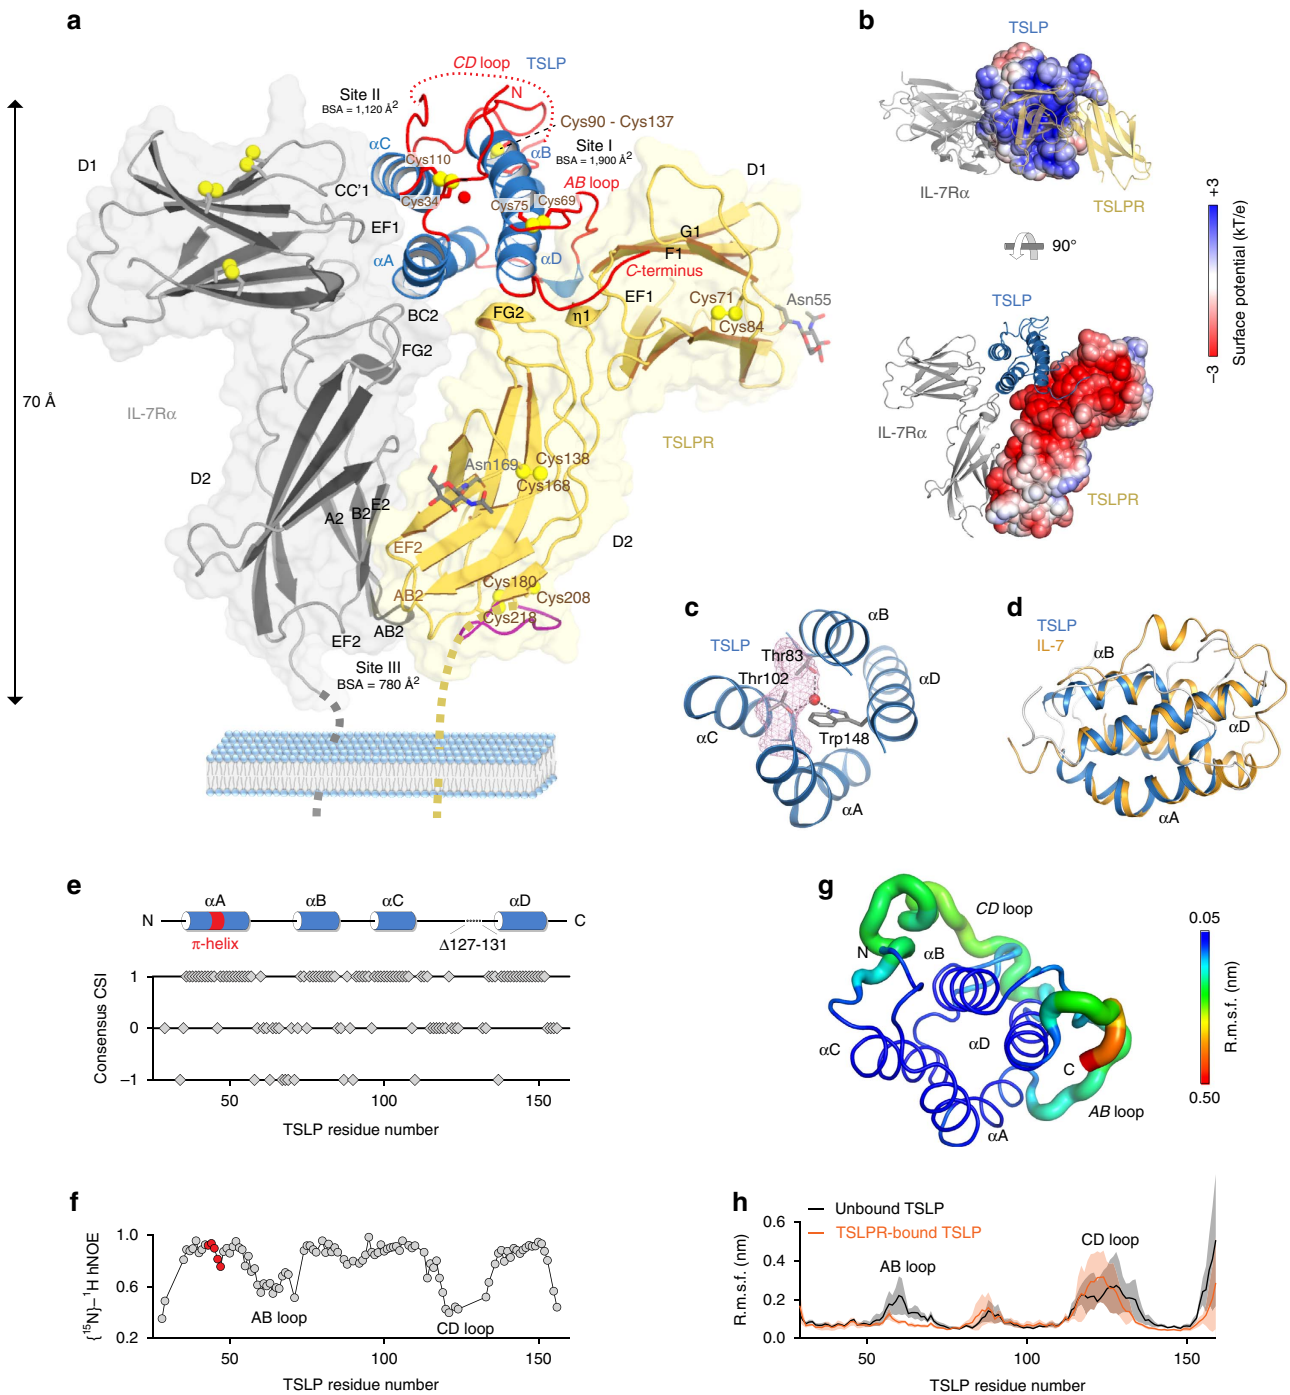 a
CD loop
TSLP
N
Site II
BSA = 1,120 Å2
Cys90 - Cys137
Site I
BSA = 1,900 Å2
αC
αB
Cys110
D1
D1
CC'1
AB loop
Cys34
Cys75
Cys69
EF1
G1
F1
αA
αD
C-terminus
EF1
Cys71
Asn55
BC2
FG2
η1
Cys84
FG2
70 Å
IL-7Rα
TSLPR
Asn169
Cys138
Cys168
D2
A2
B2
E2
D2
EF2
Cys180
AB2
Cys208
Cys218
EF2
AB2
Site III
BSA = 780 Å2
b
TSLP
IL-7Rα
TSLPR
90°
TSLP
IL-7Rα
TSLPR
+3
Surface potential (kT/e)
−3
c
TSLP
αB
Thr83
Thr102
αD
αC
Trp148
αA
d
TSLP
IL-7
αB
αD
αA
e
αA
αB
αC
αD
N
C
π-helix
Δ127-131
Consensus CSI
1
0
−1
50
100
150
TSLP residue number
f
{15N}–1H hNOE
1.0
0.6
0.2
AB loop
CD loop
50
100
150
TSLP residue number
g
CD loop
N
αB
αC
αD
C
AB loop
αA
0.05
R.m.s.f. (nm)
0.50
h
Unbound TSLP
TSLPR-bound TSLP
R.m.s.f. (nm)
0.6
0.4
0.2
0.0
AB loop
CD loop
50
100
150
TSLP residue number